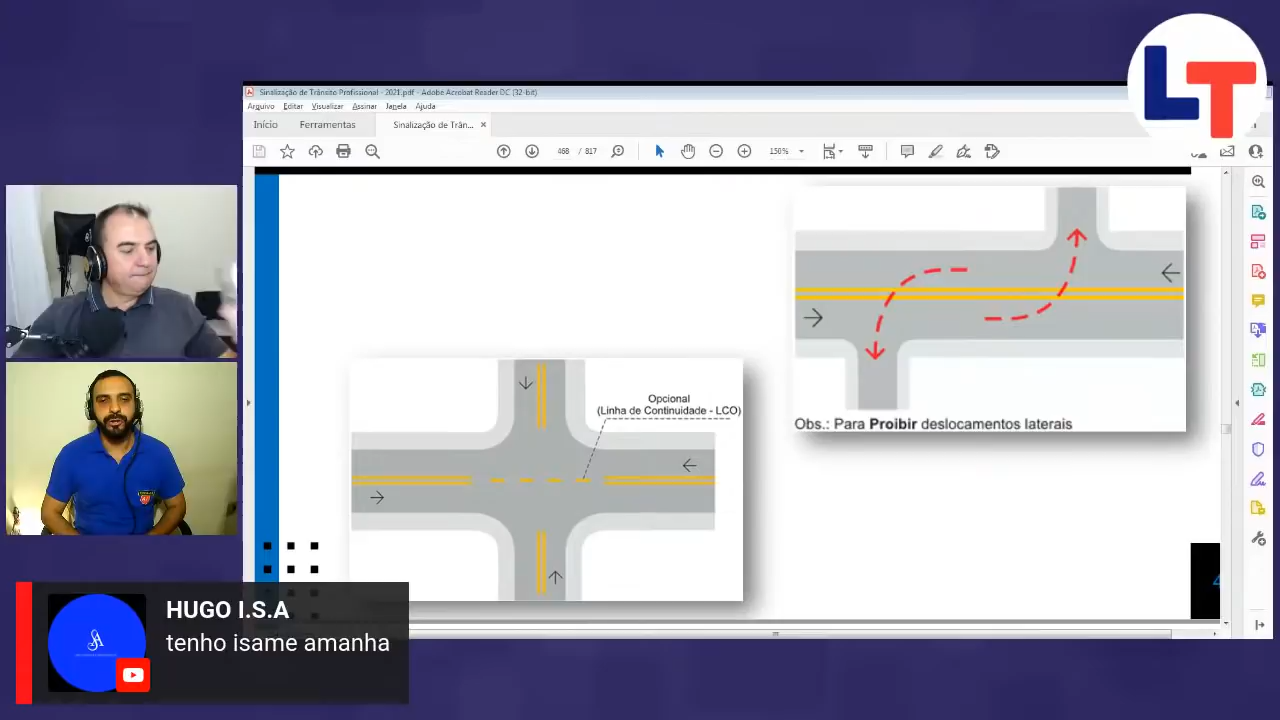 LT
Sinalização de Trânsito Profissional - 2021.pdf - Adobe Acrobat Reader DC (32-bit)
Arquivo Editar Visualizar Assinar Janela Ajuda
Início Ferramentas Sinalização de Trân... ×
468 / 817 150%
Obs.: Para Proibir deslocamentos laterais
Opcional
(Linha de Continuidade - LCO)
HUGO I.S.A
tenho isame amanha